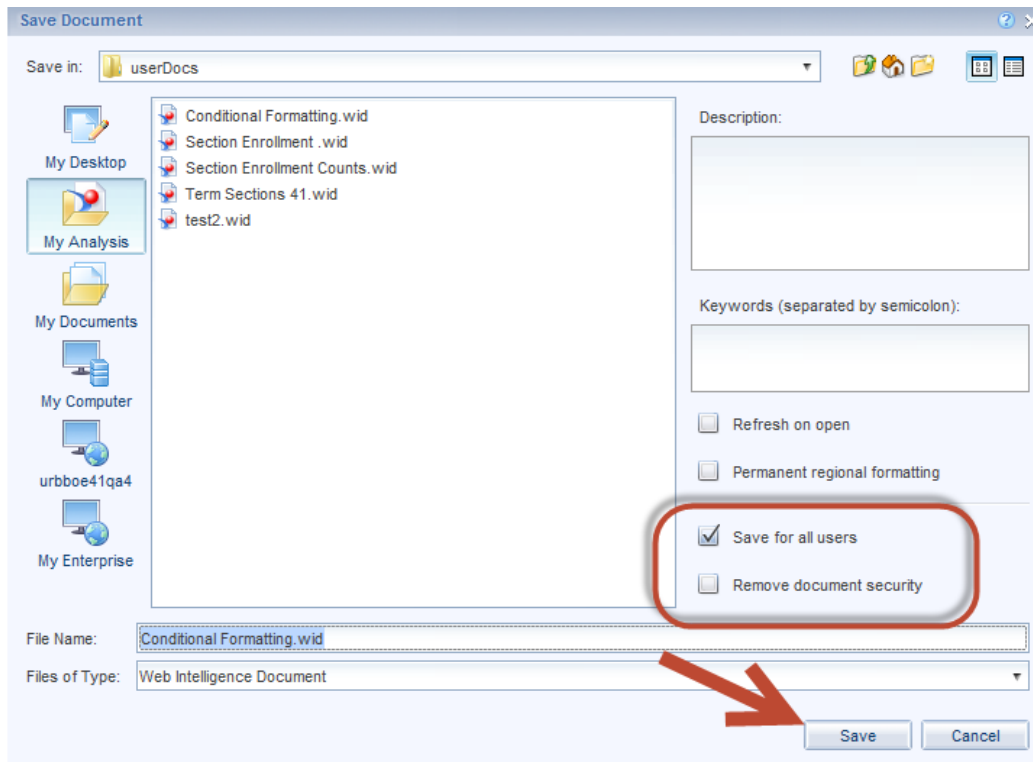 Save Document
Save in:
userDocs
My Desktop
My Analysis
My Documents
My Computer
urbboe41qa4
My Enterprise
Conditional Formatting.wid
Section Enrollment .wid
Section Enrollment Counts.wid
Term Sections 41.wid
test2.wid
Description:
Keywords (separated by semicolon):
Refresh on open
Permanent regional formatting
Save for all users
Remove document security
File Name:
Conditional Formatting.wid
Files of Type:
Web Intelligence Document
Save
Cancel